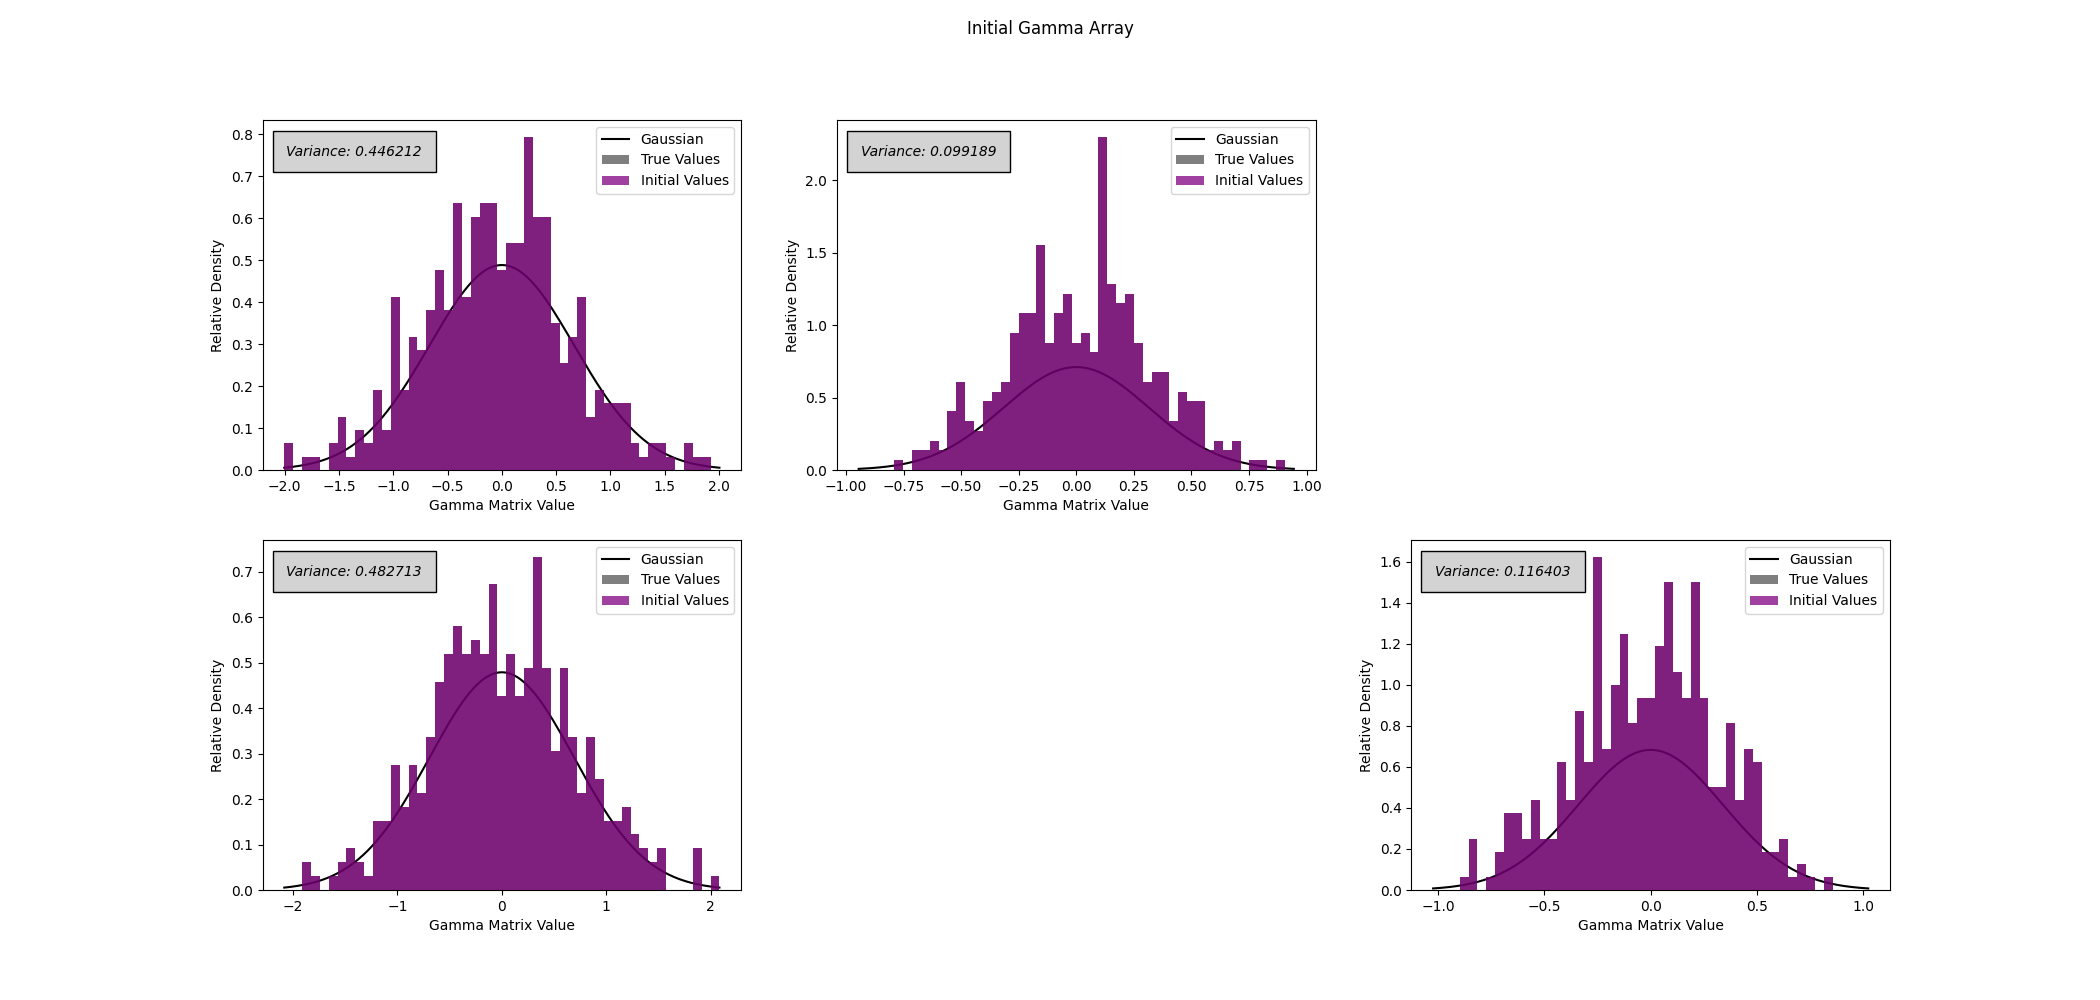 Initial Gamma Array
Variance: 0.446212
Gaussian
True Values
Initial Values
Relative Density
0.8
0.7
0.6
0.5
0.4
0.3
0.2
0.1
0.0
−2.0 −1.5 −1.0 −0.5 0.0 0.5 1.0 1.5 2.0
Gamma Matrix Value
Variance: 0.099189
Gaussian
True Values
Initial Values
Relative Density
2.0
1.5
1.0
0.5
0.0
−1.00 −0.75 −0.50 −0.25 0.00 0.25 0.50 0.75 1.00
Gamma Matrix Value
Variance: 0.482713
Gaussian
True Values
Initial Values
Relative Density
0.7
0.6
0.5
0.4
0.3
0.2
0.1
0.0
−2 −1 0 1 2
Gamma Matrix Value
Variance: 0.116403
Gaussian
True Values
Initial Values
Relative Density
1.6
1.4
1.2
1.0
0.8
0.6
0.4
0.2
0.0
−1.0 −0.5 0.0 0.5 1.0
Gamma Matrix Value